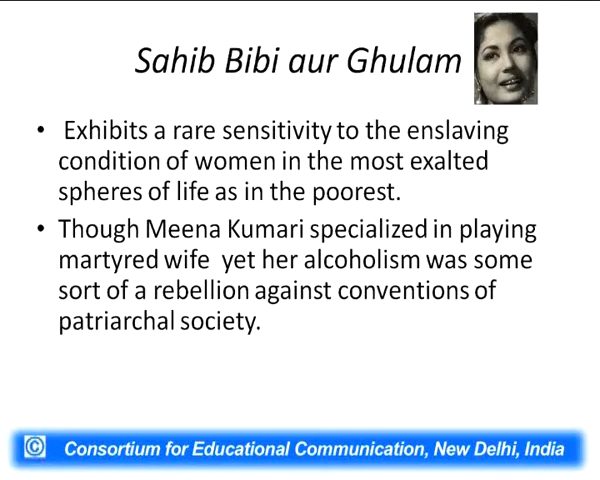 Sahib Bibi aur Ghulam
• Exhibits a rare sensitivity to the enslaving
condition of women in the most exalted
spheres of life as in the poorest.
• Though Meena Kumari specialized in playing
martyred wife yet her alcoholism was some
sort of a rebellion against conventions of
patriarchal society.
© Consortium for Educational Communication, New Delhi, India